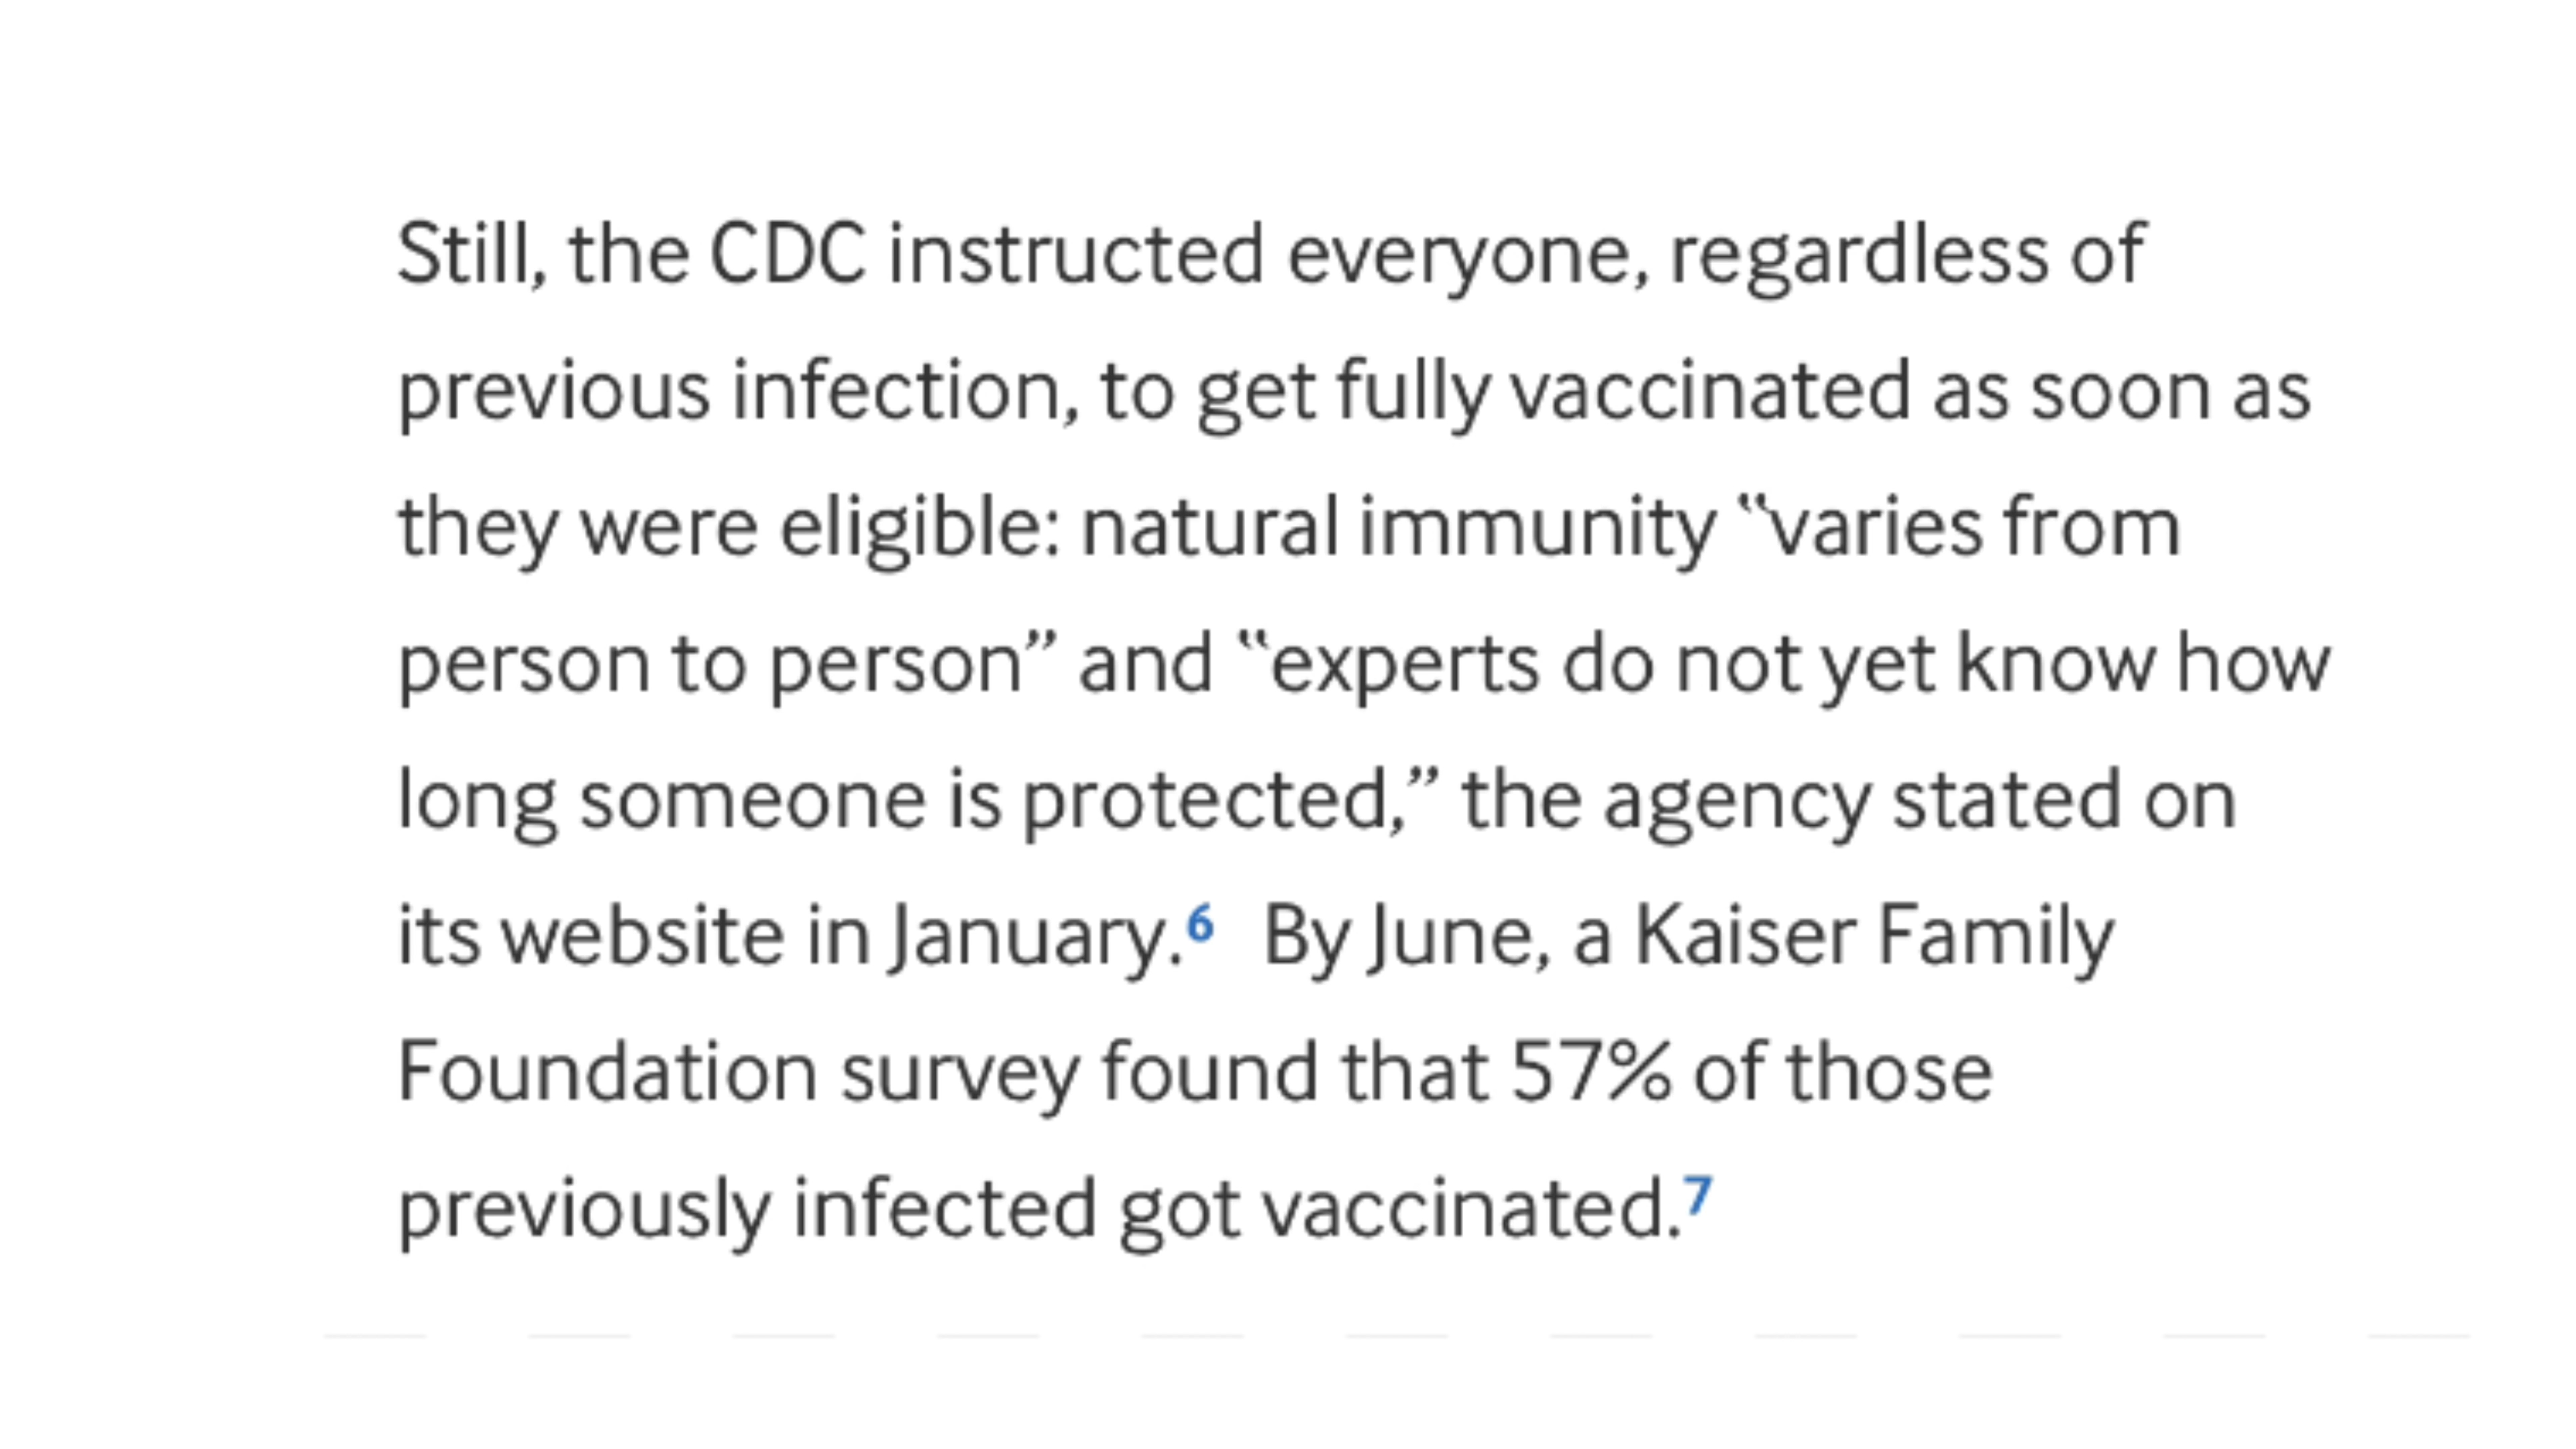 Still, the CDC instructed everyone, regardless of
previous infection, to get fully vaccinated as soon as
they were eligible: natural immunity “varies from
person to person” and “experts do not yet know how
long someone is protected,” the agency stated on
its website in January.6 By June, a Kaiser Family
Foundation survey found that 57% of those
previously infected got vaccinated.7